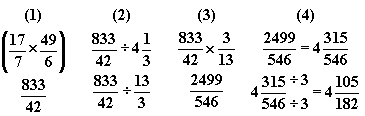 (1) (2) (3) (4)
(17/7 × 49/6) 833/42 ÷ 4 1/3 833/42 × 3/13 2499/546 = 4 315/546
833/42 833/42 ÷ 13/3 2499/546 4 315/546 ÷ 3/÷ 3 = 4 105/182